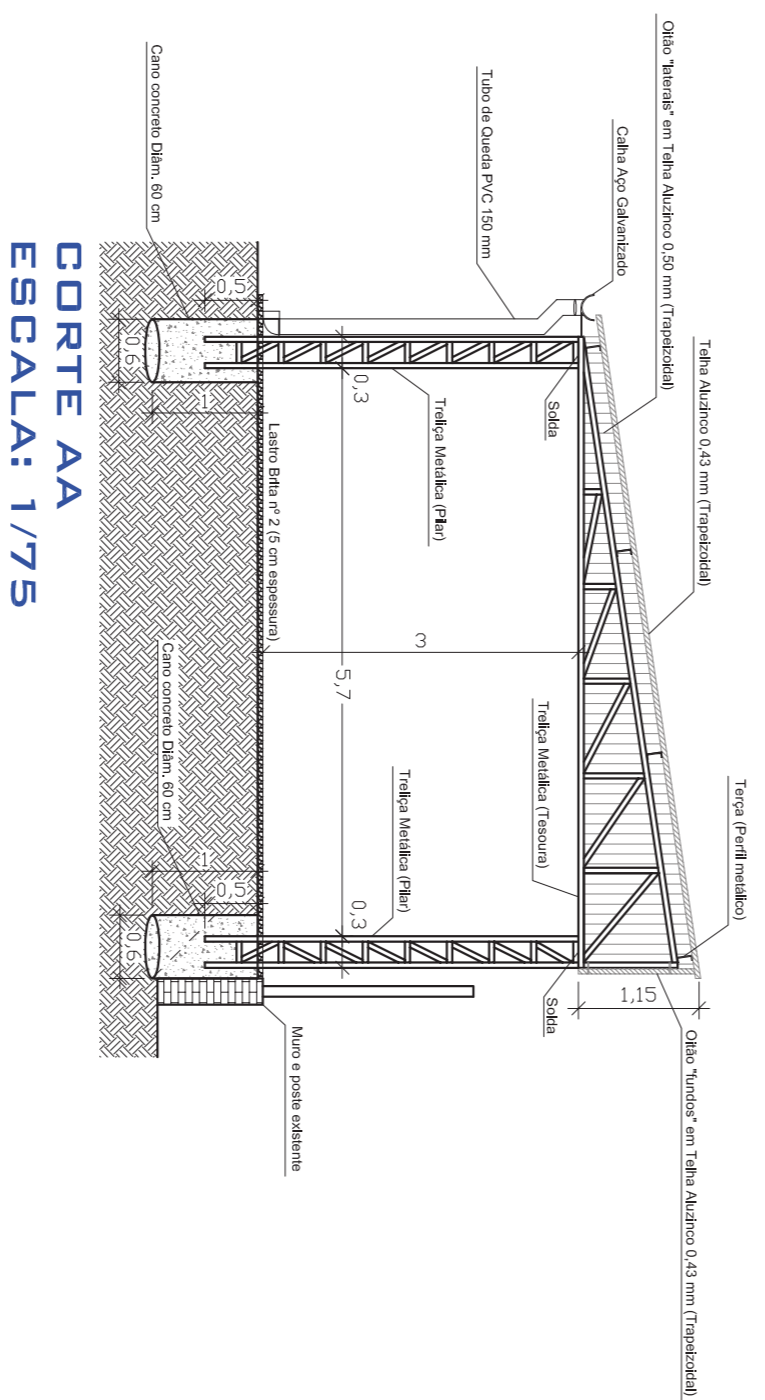 Oitão "laterais" em Telha Aluzinco 0,50 mm (Trapeizoidal)
Telha Aluzinco 0,43 mm (Trapeizoidal)
Terça (Perfil metálico)
Oitão "fundos" em Telha Aluzinco 0,43 mm (Trapeizoidal)
Calha Aço Galvanizado
1,15
Solda
Treliça Metálica (Tesoura)
Solda
Tubo de Queda PVC 150 mm
Treliça Metálica (Pilar)
3
Treliça Metálica (Pilar)
0,3
5,7
0,3
Lastro Brita nº 2 (5 cm espessura)
Muro e poste existente
0,5
1
1
0,5
Cano concreto Diâm. 60 cm
Cano concreto Diâm. 60 cm
0,6
0,6
CORTE AA
ESCALA: 1/75